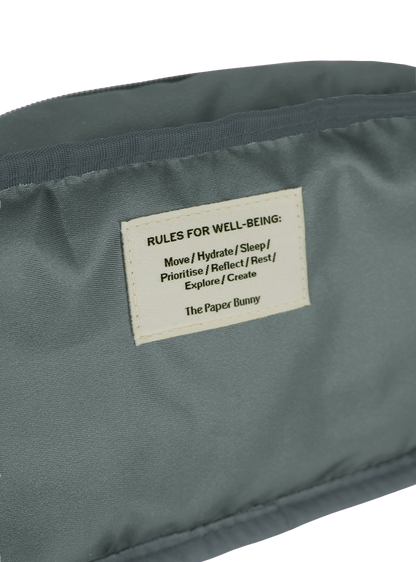 RULES FOR WELL-BEING:
Move / Hydrate / Sleep /
Prioritise / Reflect / Rest /
Explore / Create
The Paper Bunny